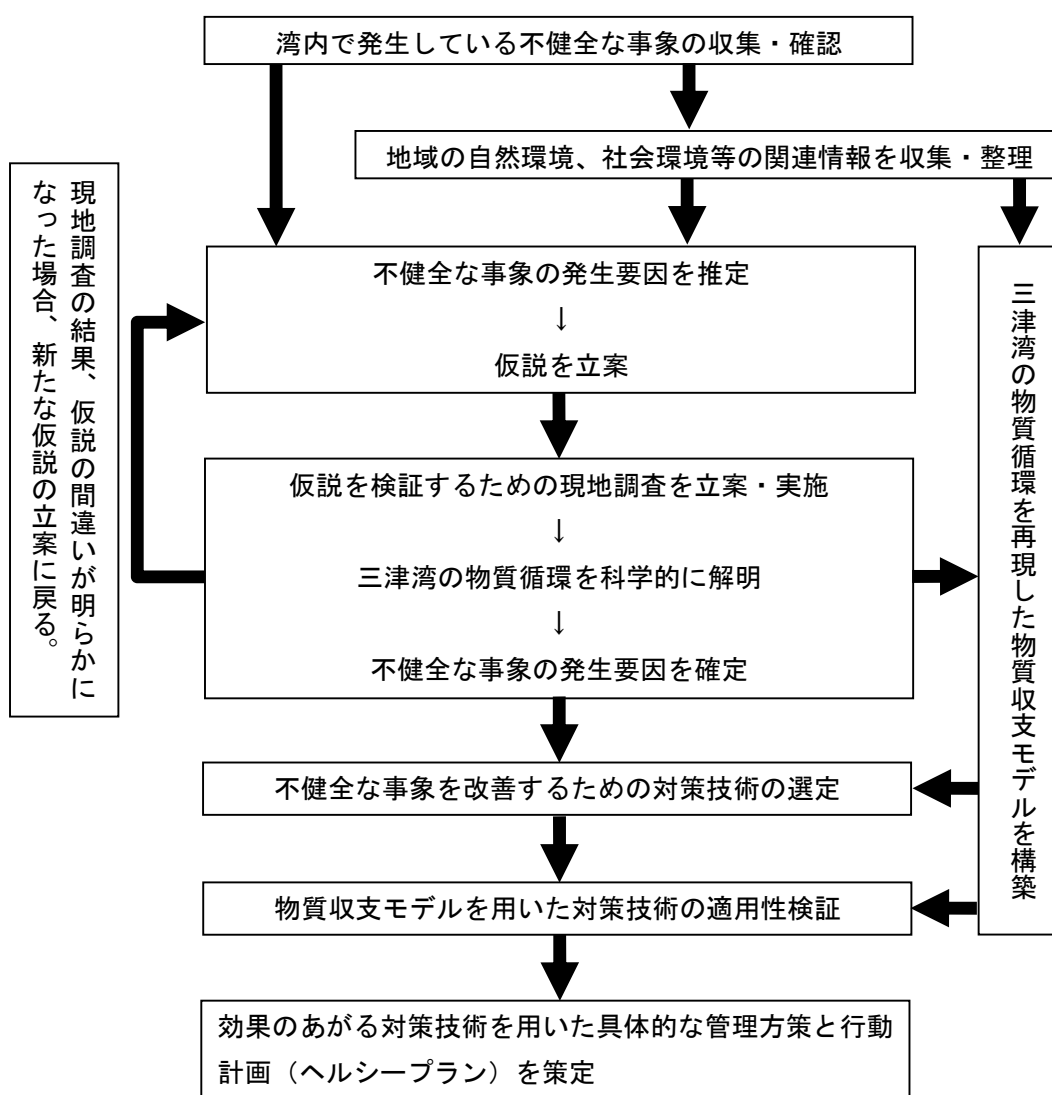 湾内で発生している不健全な事象の収集・確認
地域の自然環境、社会環境等の関連情報を収集・整理
現地調査の結果、仮説の間違いが明らかに
なった場合、新たな仮説の立案に戻る。
不健全な事象の発生要因を推定
↓
仮説を立案
三津湾の物質循環を再現した物質収支モデルを構築
仮説を検証するための現地調査を立案・実施
↓
三津湾の物質循環を科学的に解明
↓
不健全な事象の発生要因を確定
不健全な事象を改善するための対策技術の選定
物質収支モデルを用いた対策技術の適用性検証
効果のあがる対策技術を用いた具体的な管理方策と行動
計画（ヘルシープラン）を策定